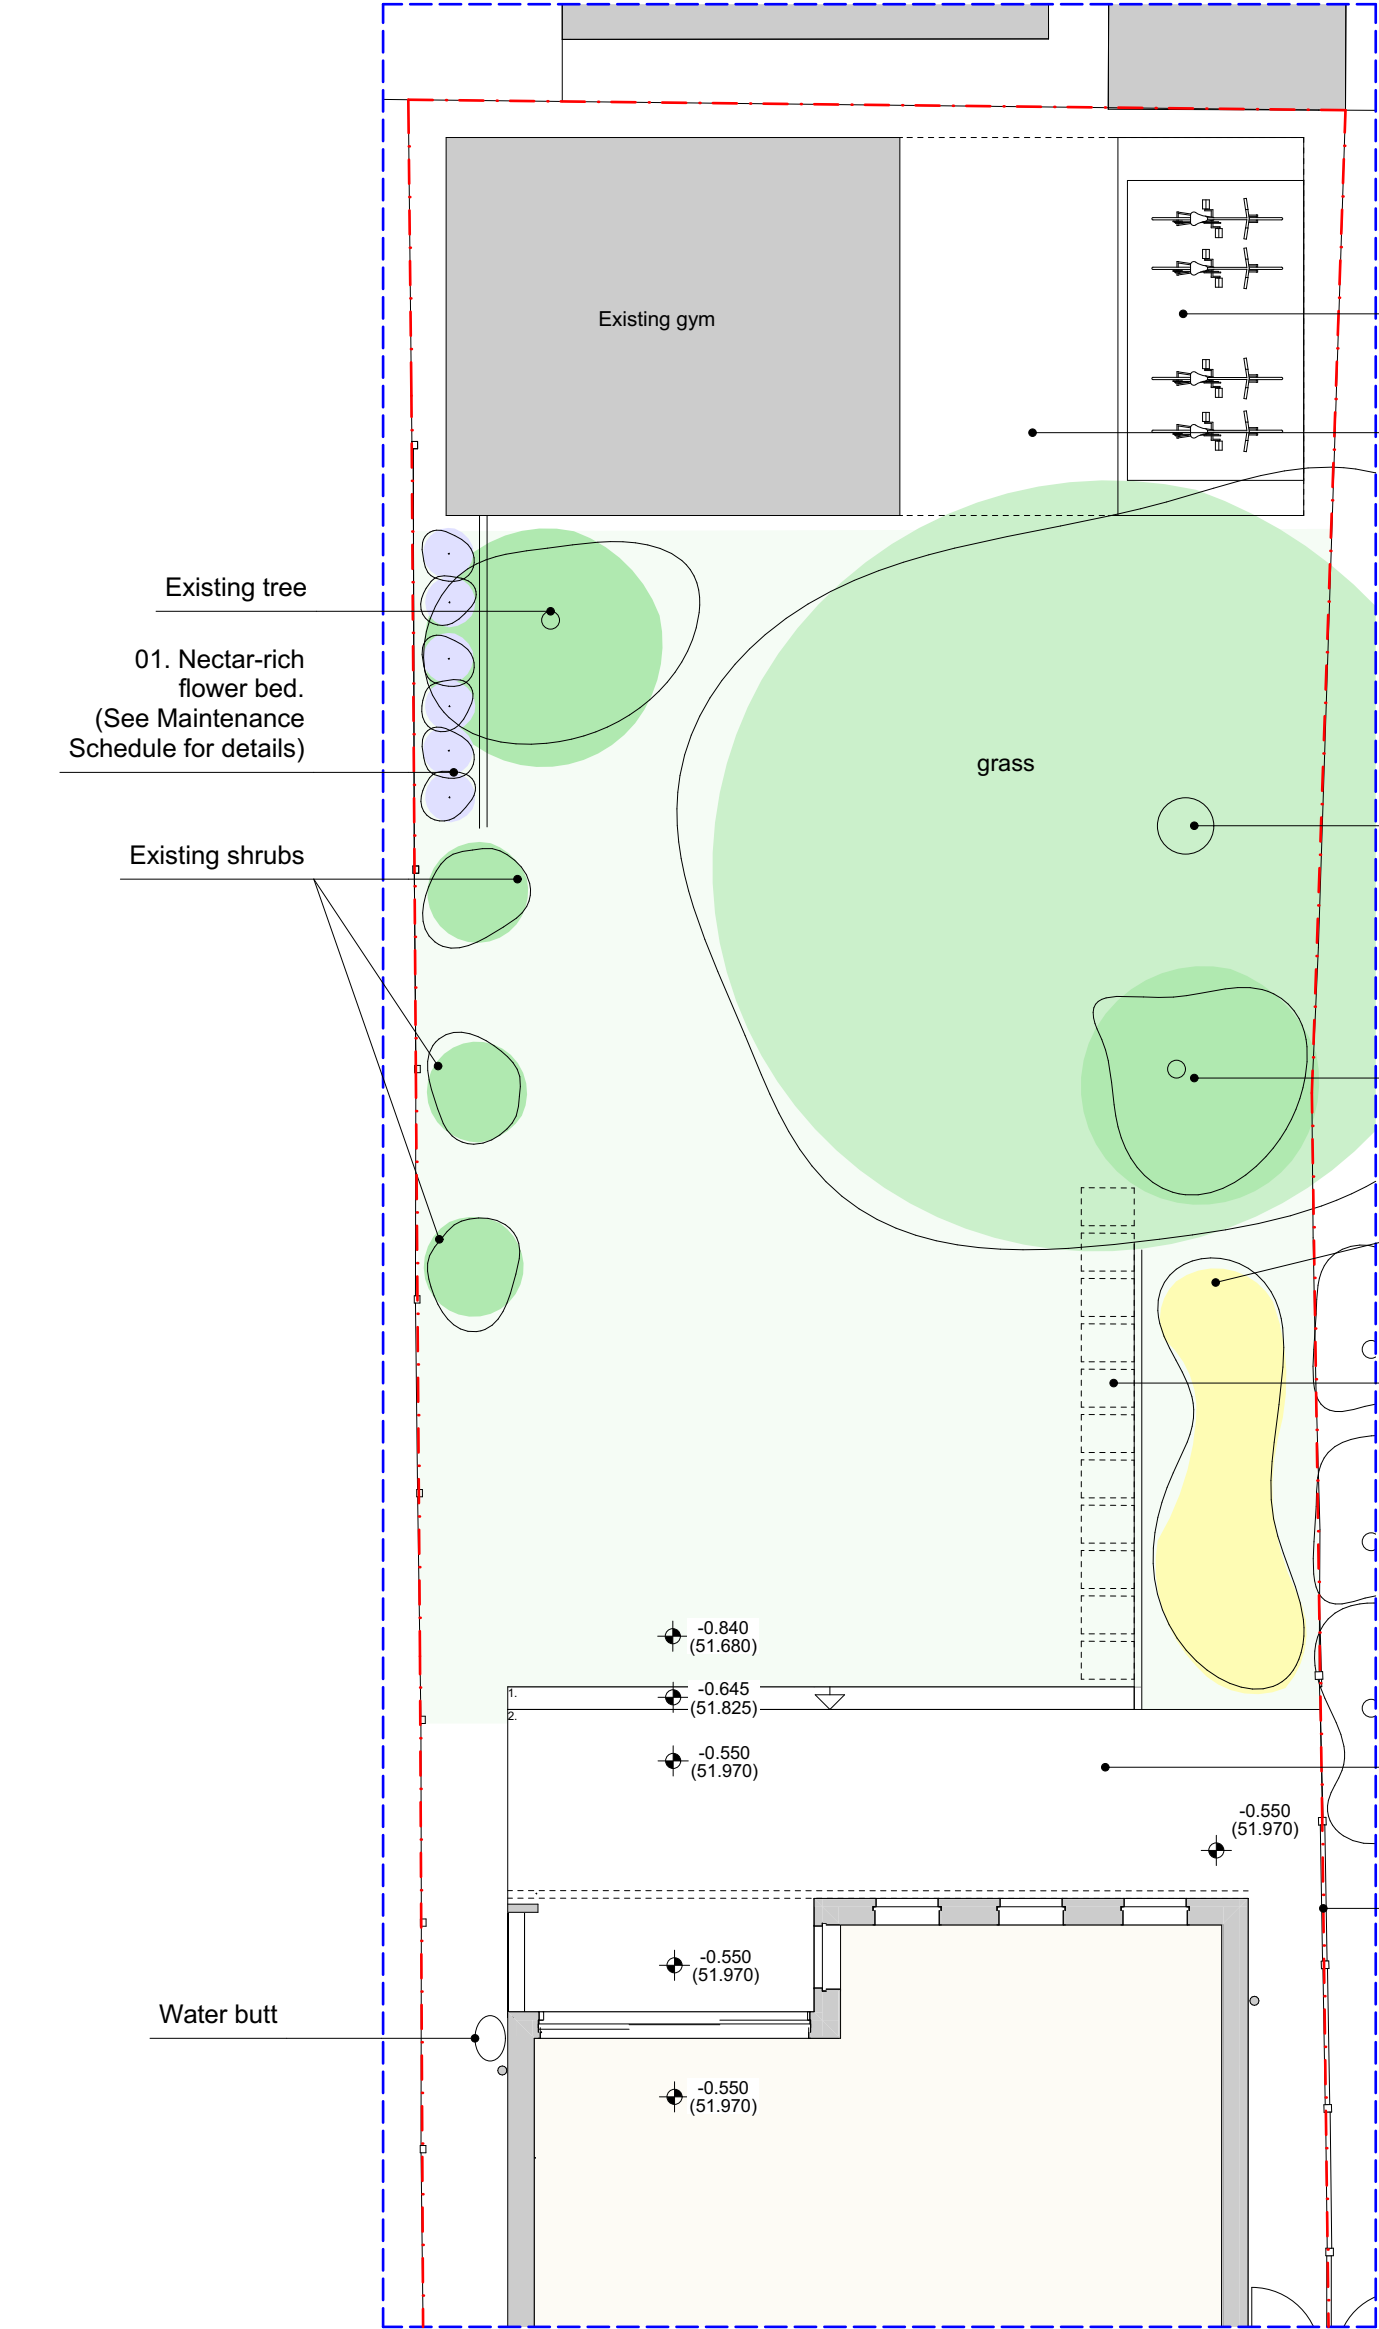 Existing gym
Existing tree
01. Nectar-rich
flower bed.
(See Maintenance
Schedule for details)
grass
Existing shrubs
-0.840
(51.680)
1.
-0.645
(51.825)
2.
-0.550
(51.970)
-0.550
(51.970)
-0.550
(51.970)
Water butt
-0.550
(51.970)